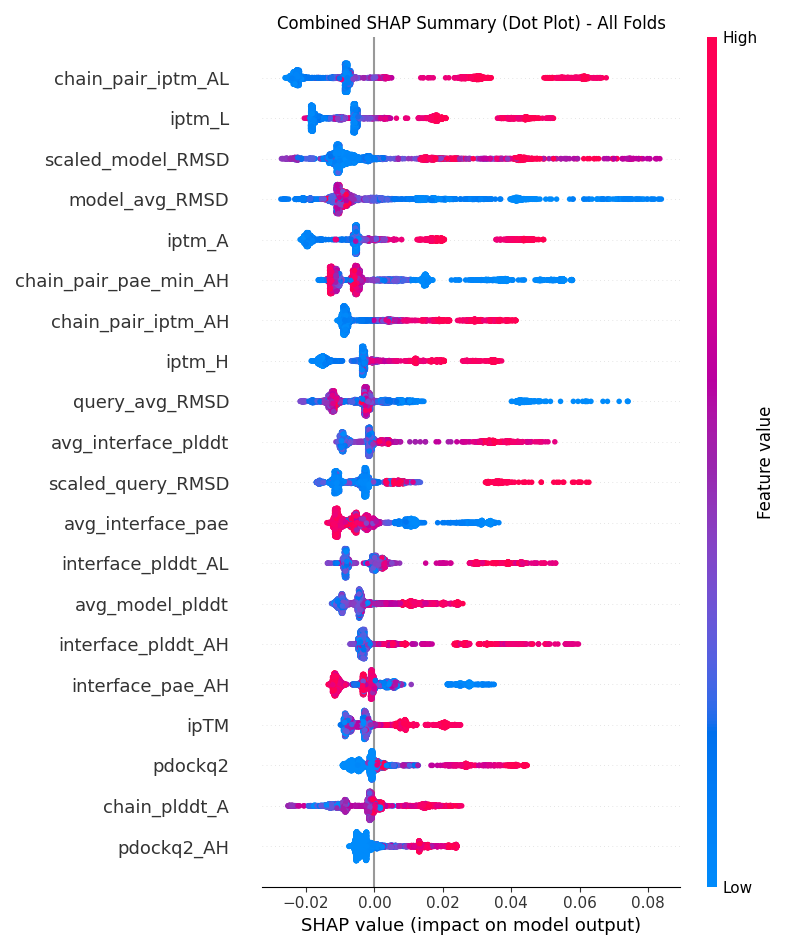 Combined SHAP Summary (Dot Plot) - All Folds
High
chain_pair_iptm_AL
iptm_L
scaled_model_RMSD
model_avg_RMSD
iptm_A
chain_pair_pae_min_AH
chain_pair_iptm_AH
iptm_H
query_avg_RMSD
avg_interface_plddt
scaled_query_RMSD
avg_interface_pae
interface_plddt_AL
avg_model_plddt
interface_plddt_AH
interface_pae_AH
ipTM
pdockq2
chain_plddt_A
pdockq2_AH
Feature value
Low
−0.02 0.00 0.02 0.04 0.06 0.08
SHAP value (impact on model output)